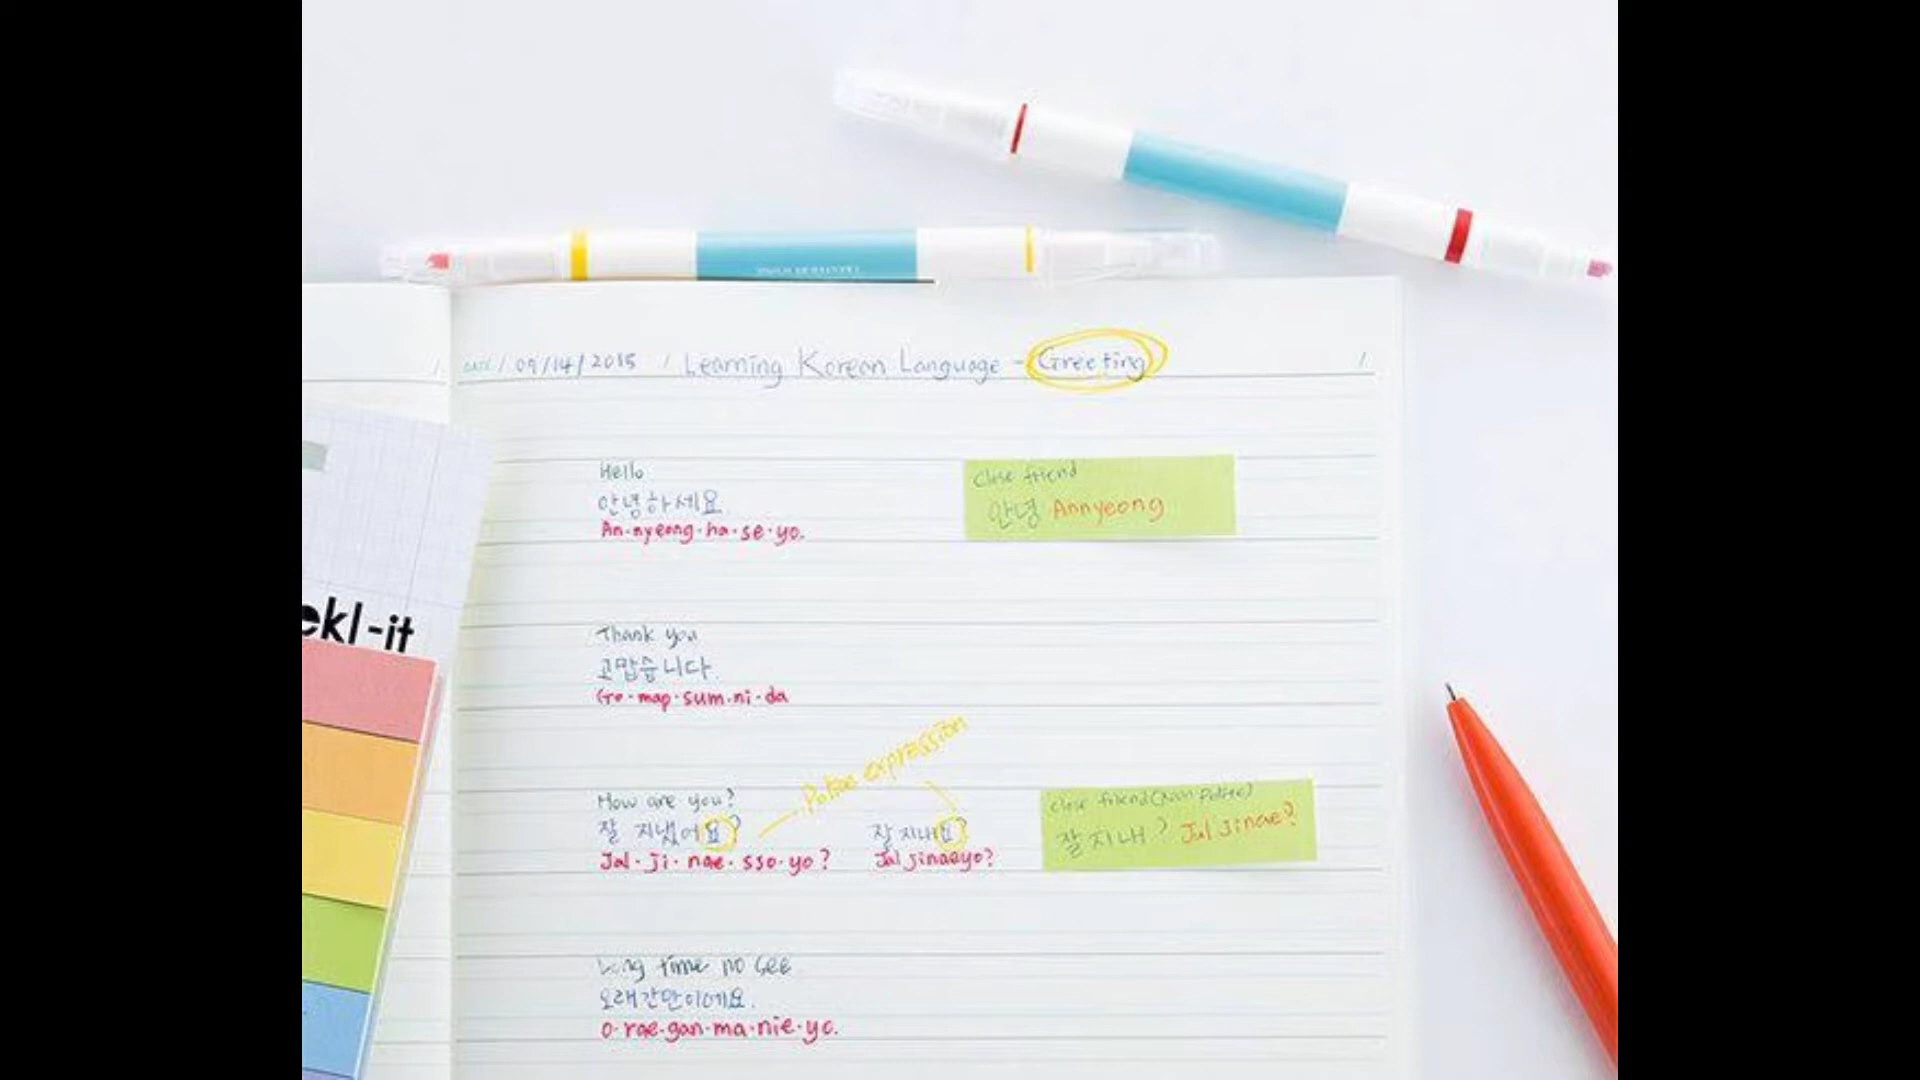 DATE / 09/14/2015 / Learning Korean Language - Greeting /
Hello
안녕하세요.
An·nyeong·ha·se·yo.
Close friend
안녕 Annyeong
ekl-it
Thank you
고맙습니다.
Go·map·sum·ni·da
Polite expression
How are you?
잘 지냈어요?
Jal·ji·nae·sso·yo?
잘 지내요?
Jal jinaeyo?
close friend (Non polite)
잘 지내? Jal jinae?
Long time no see
오래간만이에요.
O·rae·gan·ma·nie·yo.